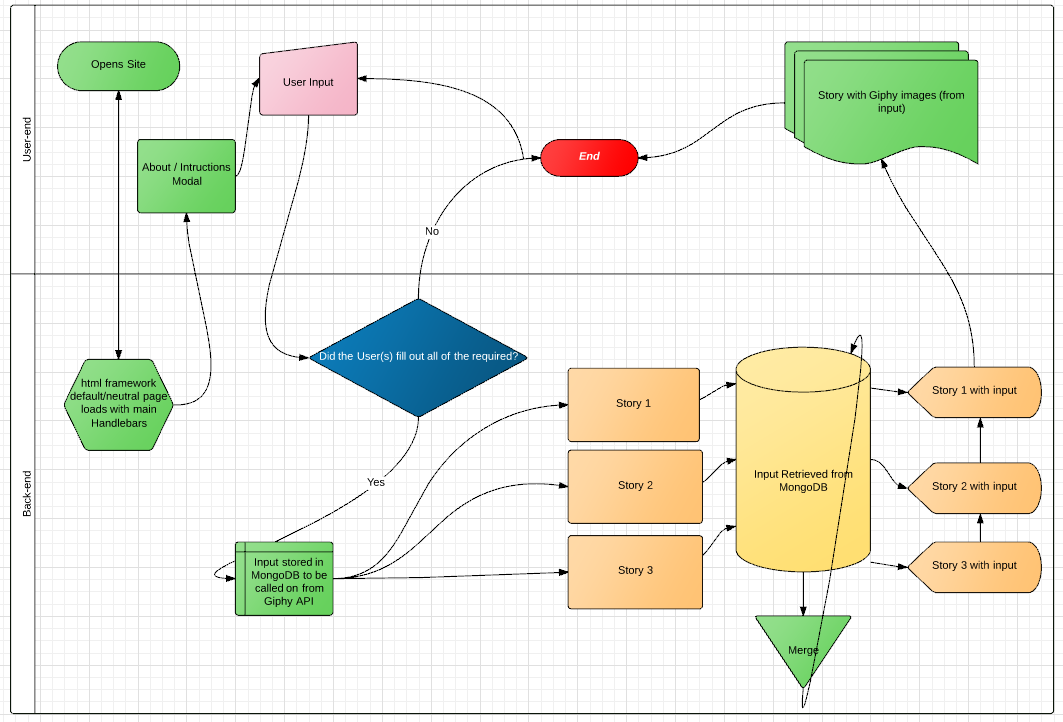 User-end
Opens Site
User Input
About / Intructions
Modal
End
Story with Giphy images (from
input)
No
Back-end
html framework
default/neutral page
loads with main
Handlebars
Did the User(s) fill out all of the required?
Yes
Input stored in
MongoDB to be
called on from
Giphy API
Story 1
Story 2
Story 3
Input Retrieved from
MongoDB
Merge
Story 1 with input
Story 2 with input
Story 3 with input